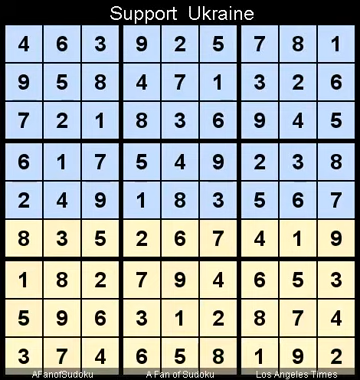 Support Ukraine
4 6 3 9 2 5 7 8 1
9 5 8 4 7 1 3 2 6
7 2 1 8 3 6 9 4 5
6 1 7 5 4 9 2 3 8
2 4 9 1 8 3 5 6 7
8 3 5 2 6 7 4 1 9
1 8 2 7 9 4 6 5 3
5 9 6 3 1 2 8 7 4
3 7 4 6 5 8 1 9 2
AFanofSudoku A Fan of Sudoku Los Angeles Times